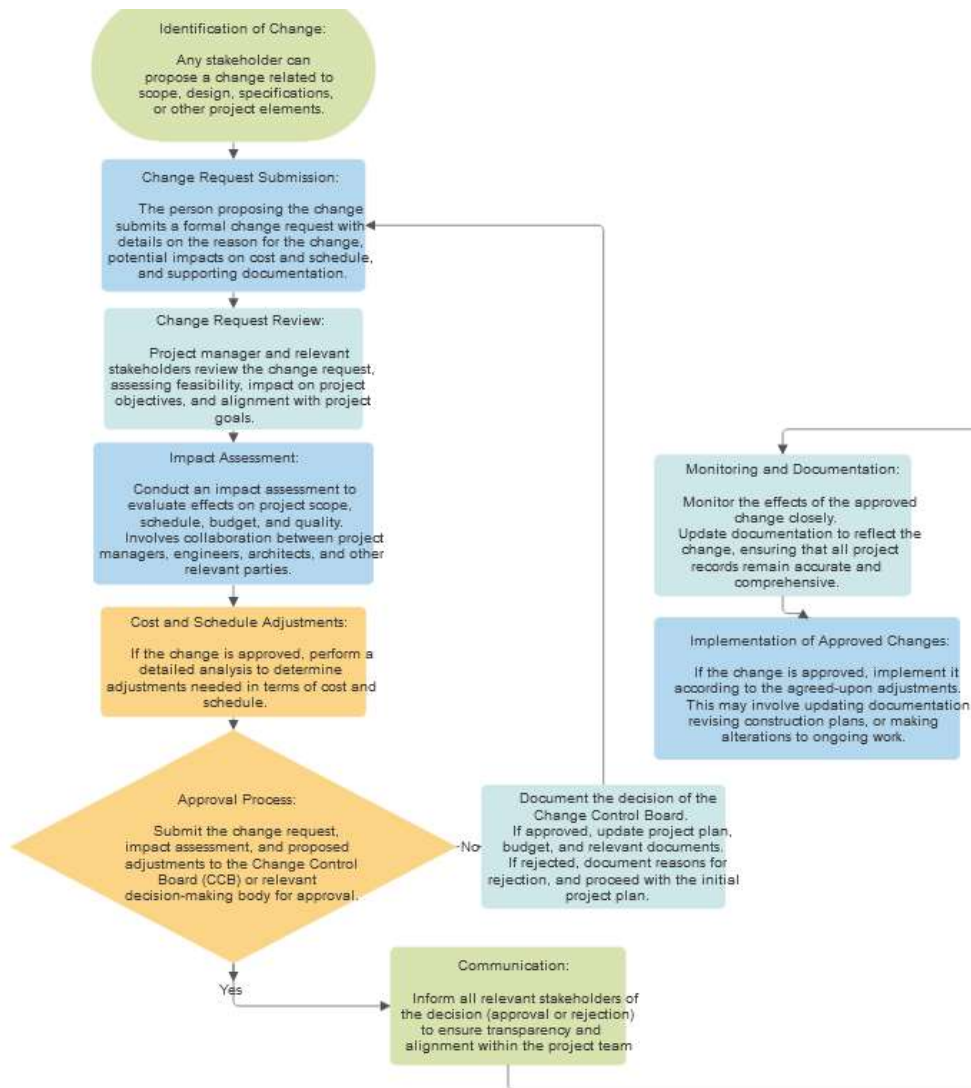 Identification of Change:
Any stakeholder can
propose a change related to
scope, design, specifications,
or other project elements.
Change Request Submission:
The person proposing the change
submits a formal change request with
details on the reason for the change,
potential impacts on cost and schedule,
and supporting documentation.
Change Request Review:
Project manager and relevant
stakeholders review the change request,
assessing feasibility, impact on project
objectives, and alignment with project
goals.
Impact Assessment:
Conduct an impact assessment to
evaluate effects on project scope,
schedule, budget, and quality.
Involves collaboration between project
managers, engineers, architects, and other
relevant parties.
Cost and Schedule Adjustments:
If the change is approved, perform a
detailed analysis to determine
adjustments needed in terms of cost and
schedule.
Approval Process:
Submit the change request,
impact assessment, and proposed
adjustments to the Change Control
Board (CCB) or relevant
decision-making body for approval.
No
Document the decision of the
Change Control Board.
If approved, update project plan,
budget, and relevant documents.
If rejected, document reasons for
rejection, and proceed with the initial
project plan.
Yes
Communication:
Inform all relevant stakeholders of
the decision (approval or rejection)
to ensure transparency and
alignment within the project team
Monitoring and Documentation:
Monitor the effects of the approved
change closely.
Update documentation to reflect the
change, ensuring that all project
records remain accurate and
comprehensive.
Implementation of Approved Changes:
If the change is approved, implement it
according to the agreed-upon adjustments.
This may involve updating documentation
revising construction plans, or making
alterations to ongoing work.